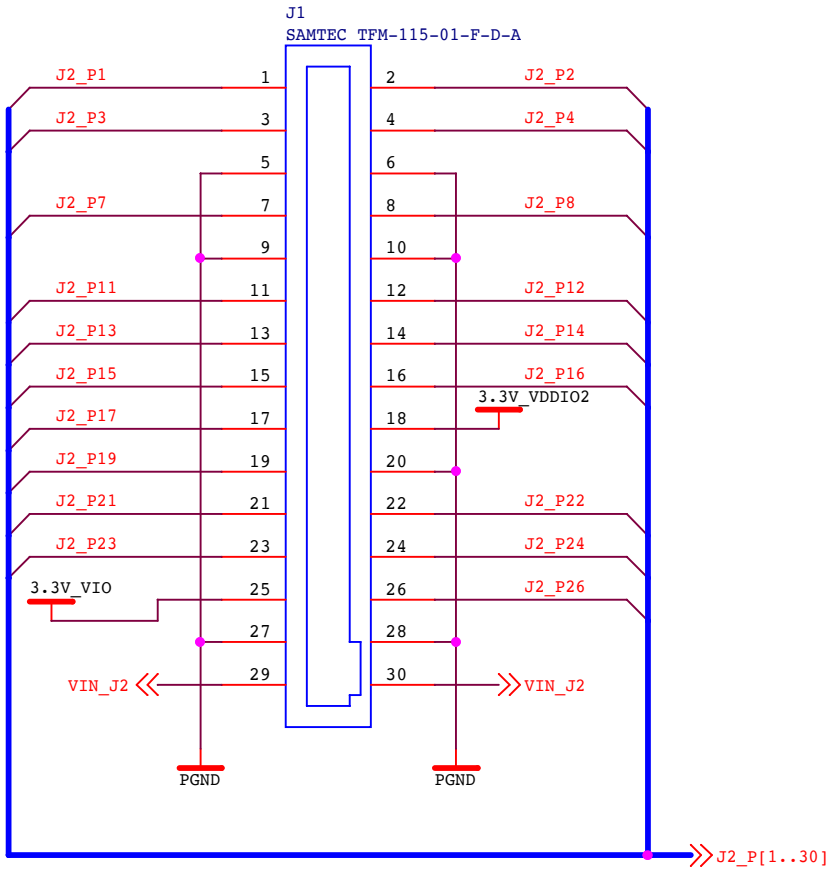 J1
SAMTEC TFM-115-01-F-D-A
J2_P1 1 2 J2_P2
J2_P3 3 4 J2_P4
5 6
J2_P7 7 8 J2_P8
9 10
J2_P11 11 12 J2_P12
J2_P13 13 14 J2_P14
J2_P15 15 16 J2_P16
3.3V_VDDIO2
J2_P17 17 18
J2_P19 19 20
J2_P21 21 22 J2_P22
J2_P23 23 24 J2_P24
3.3V_VIO 25 26 J2_P26
27 28
VIN_J2 29 30 VIN_J2
PGND PGND
J2_P[1..30]